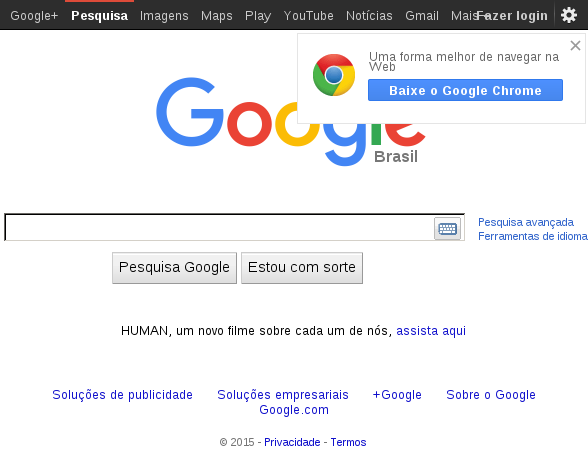 Google+ Pesquisa Imagens Maps Play YouTube Notícias Gmail Mais Fazer login
Uma forma melhor de navegar na
Web
Baixe o Google Chrome
Google
Brasil
Pesquisa avançada
Ferramentas de idioma
Pesquisa Google Estou com sorte
HUMAN, um novo filme sobre cada um de nós, assista aqui
Soluções de publicidade Soluções empresariais +Google Sobre o Google
Google.com
© 2015 - Privacidade - Termos